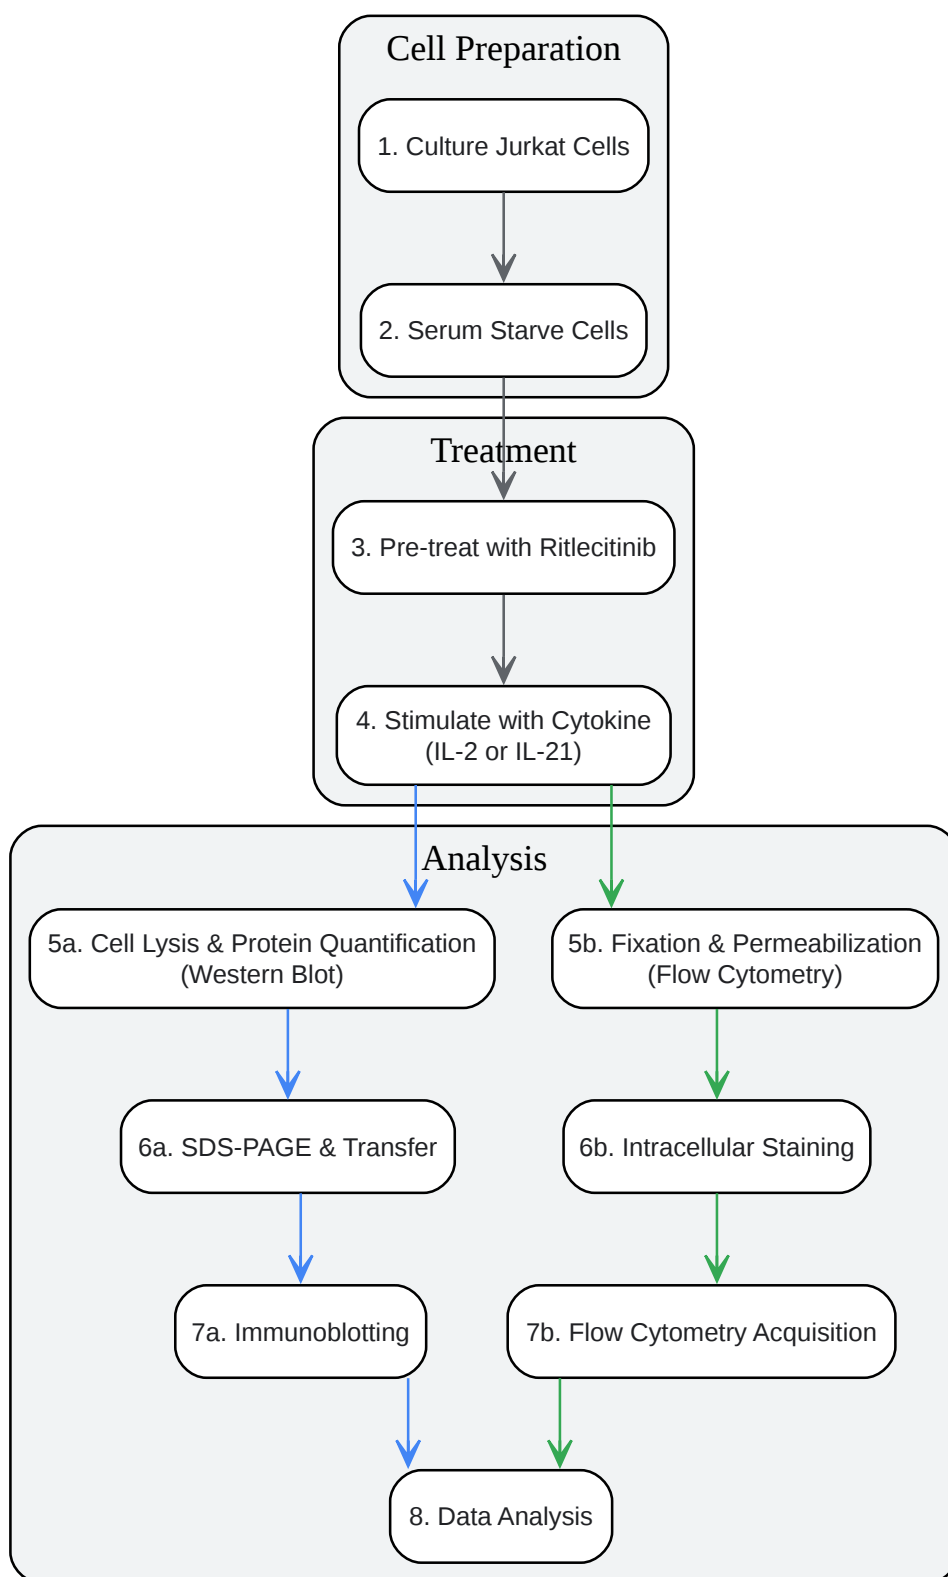 Cell Preparation
1. Culture Jurkat Cells
2. Serum Starve Cells
Treatment
3. Pre-treat with Ritlecitinib
4. Stimulate with Cytokine
(IL-2 or IL-21)
Analysis
5a. Cell Lysis & Protein Quantification
(Western Blot)
5b. Fixation & Permeabilization
(Flow Cytometry)
6a. SDS-PAGE & Transfer
6b. Intracellular Staining
7a. Immunoblotting
7b. Flow Cytometry Acquisition
8. Data Analysis